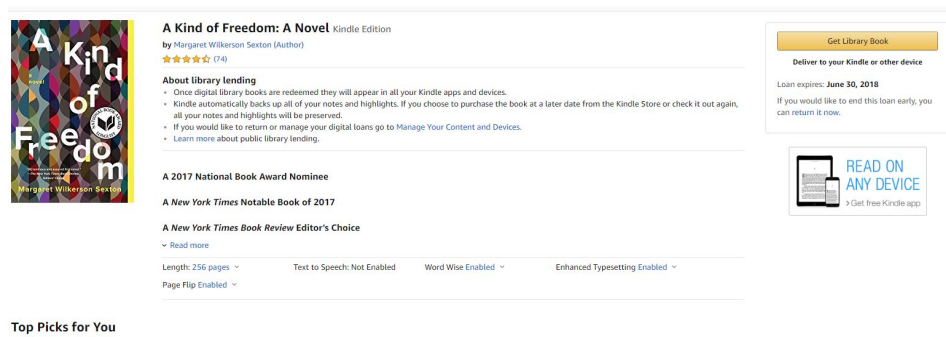 A Kind of Freedom
a novel
Margaret Wilkerson Sexton
A Kind of Freedom: A Novel Kindle Edition
by Margaret Wilkerson Sexton (Author)
(74)
About library lending
• Once digital library books are redeemed they will appear in all your Kindle apps and devices.
• Kindle automatically backs up all of your notes and highlights. If you choose to purchase the book at a later date from the Kindle Store or check it out again,
all your notes and highlights will be preserved.
• If you would like to return or manage your digital loans go to Manage Your Content and Devices.
• Learn more about public library lending.
A 2017 National Book Award Nominee
A New York Times Notable Book of 2017
A New York Times Book Review Editor's Choice
Read more
Length: 256 pages Text to Speech: Not Enabled Word Wise Enabled Enhanced Typesetting Enabled
Page Flip Enabled
Get Library Book
Deliver to your Kindle or other device
Loan expires: June 30, 2018
If you would like to end this loan early, you
can return it now.
READ ON
ANY DEVICE
› Get free Kindle app
Top Picks for You